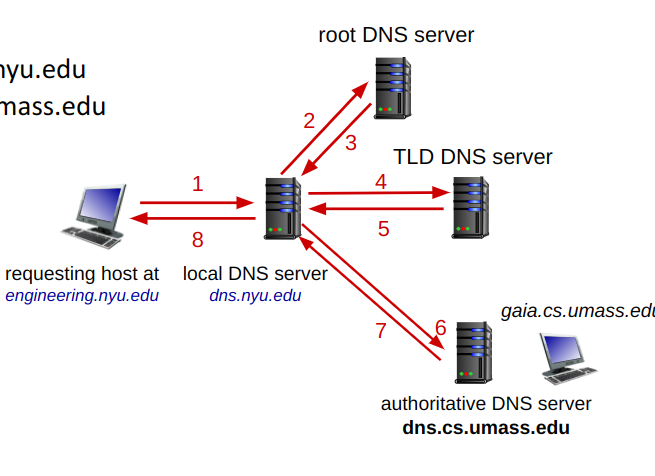 root DNS server
nyu.edu
mass.edu
2
3
TLD DNS server
1
4
5
8
requesting host at
engineering.nyu.edu
local DNS server
dns.nyu.edu
gaia.cs.umass.edu
6
7
authoritative DNS server
dns.cs.umass.edu